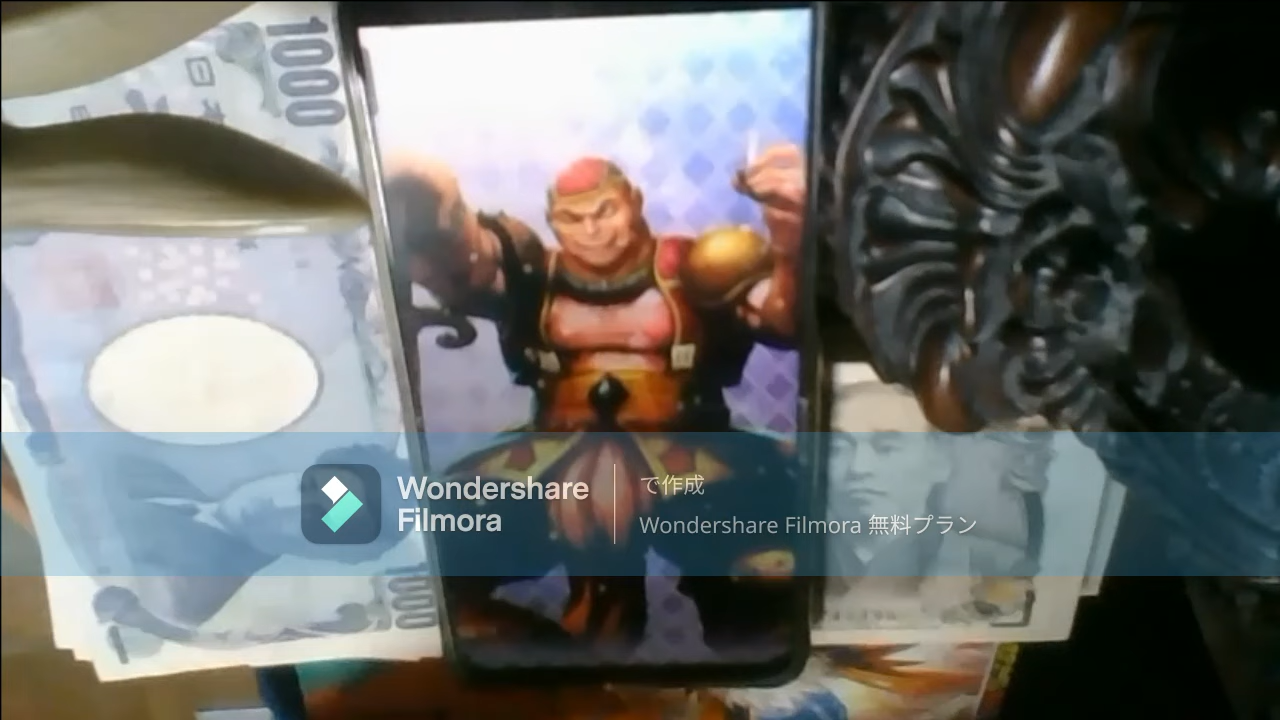 1000
Wondershare
Filmora
で作成
Wondershare Filmora 無料プラン
1000